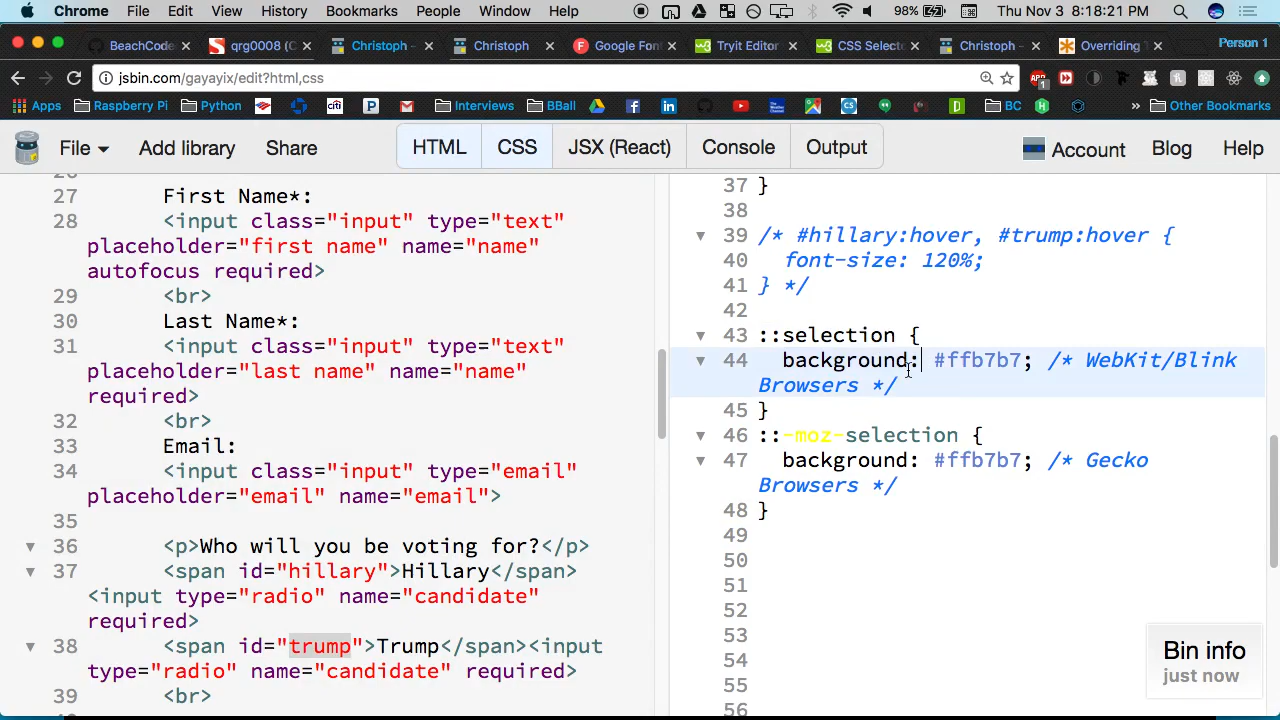 Chrome File Edit View History Bookmarks People Window Help 98% Thu Nov 3 8:18:21 PM
BeachCode qrg0008 (C Christoph – Christoph Google Fon Tryit Editor CSS Selecto Christoph – Overriding T Person 1
jsbin.com/gayayix/edit?html,css
Apps Raspberry Pi Python citi Gmail Interviews BBall BC » Other Bookmarks
File Add library Share HTML CSS JSX (React) Console Output Account Blog Help
27 First Name*:
28 <input class="input" type="text"
placeholder="first name" name="name"
autofocus required>
29 <br>
30 Last Name*:
31 <input class="input" type="text"
placeholder="last name" name="name"
required>
32 <br>
33 Email:
34 <input class="input" type="email"
placeholder="email" name="email">
35
36 <p>Who will you be voting for?</p>
37 <span id="hillary">Hillary</span>
<input type="radio" name="candidate"
required>
38 <span id="trump">Trump</span><input
type="radio" name="candidate" required>
39 <br>
37 }
38
39 /* #hillary:hover, #trump:hover {
40 font-size: 120%;
41 } */
42
43 ::selection {
44 background: #ffb7b7; /* WebKit/Blink
Browsers */
45 }
46 ::-moz-selection {
47 background: #ffb7b7; /* Gecko
Browsers */
48 }
49
50
51
52
53
54
55
56
Bin info
just now